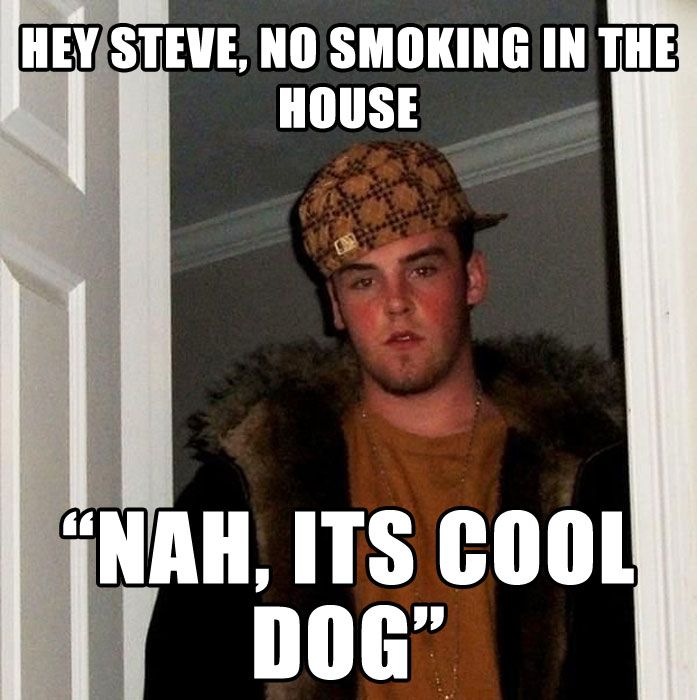 HEY STEVE, NO SMOKING IN THE
HOUSE
“NAH, ITS COOL
DOG”